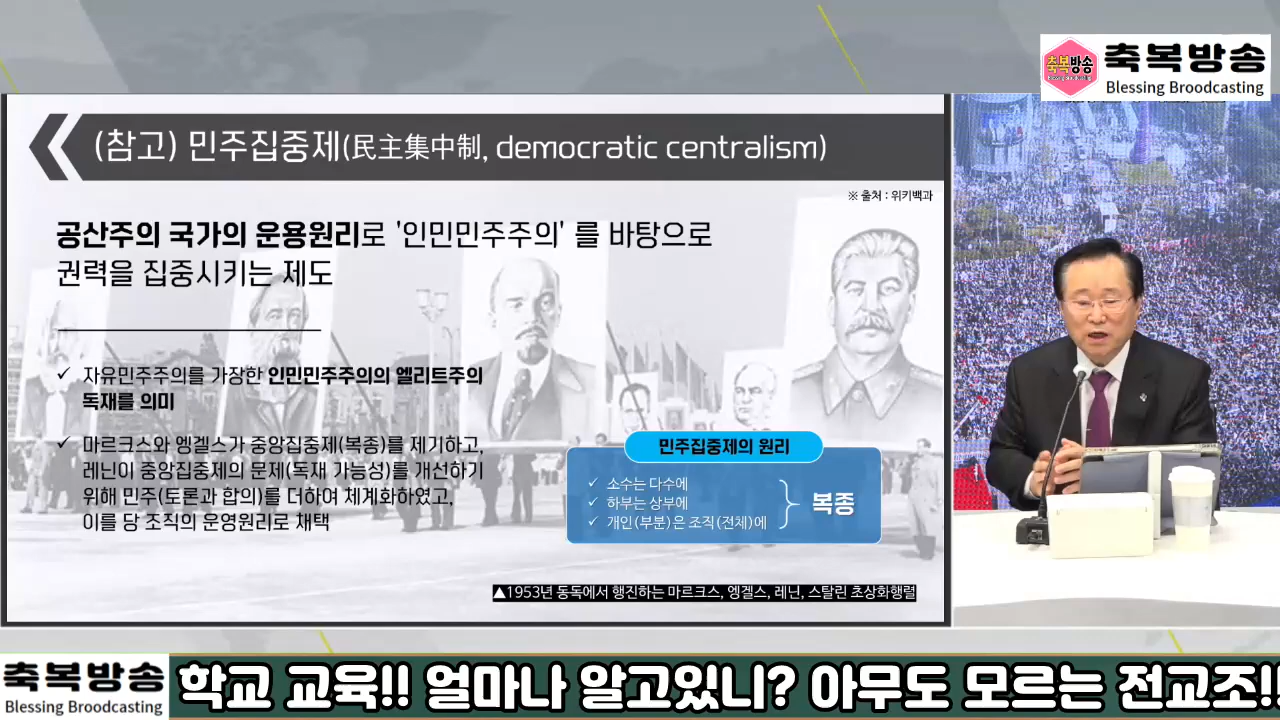 축복방송
축복방송
Blessing Broodcasting
(참고) 민주집중제(民主集中制, democratic centralism)
※ 출처 : 위키백과
공산주의 국가의 운용원리로 '인민민주주의' 를 바탕으로
권력을 집중시키는 제도
✓ 자유민주주의를 가장한 인민민주주의의 엘리트주의
독재를 의미
✓ 마르크스와 엥겔스가 중앙집중제(복종)를 제기하고,
레닌이 중앙집중제의 문제(독재 가능성)를 개선하기
위해 민주(토론과 합의)를 더하여 체계화하였고,
이를 당 조직의 운영원리로 채택
민주집중제의 원리
✓ 소수는 다수에
✓ 하부는 상부에
✓ 개인(부분)은 조직(전체)에
복종
▲1953년 동독에서 행진하는 마르크스, 엥겔스, 레닌, 스탈린 초상화행렬
축복방송
Blessing Broodcasting
학교 교육!! 얼마나 알고있니? 아무도 모르는 전교조!!